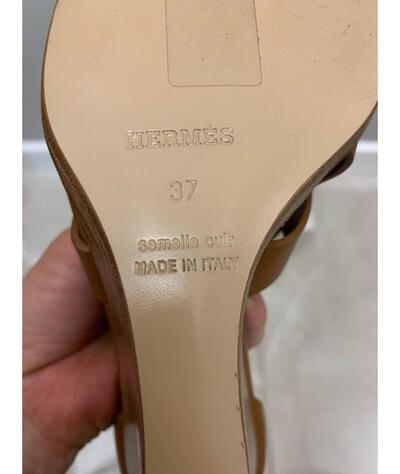 HERMÈS
37
semelle cuir
MADE IN ITALY